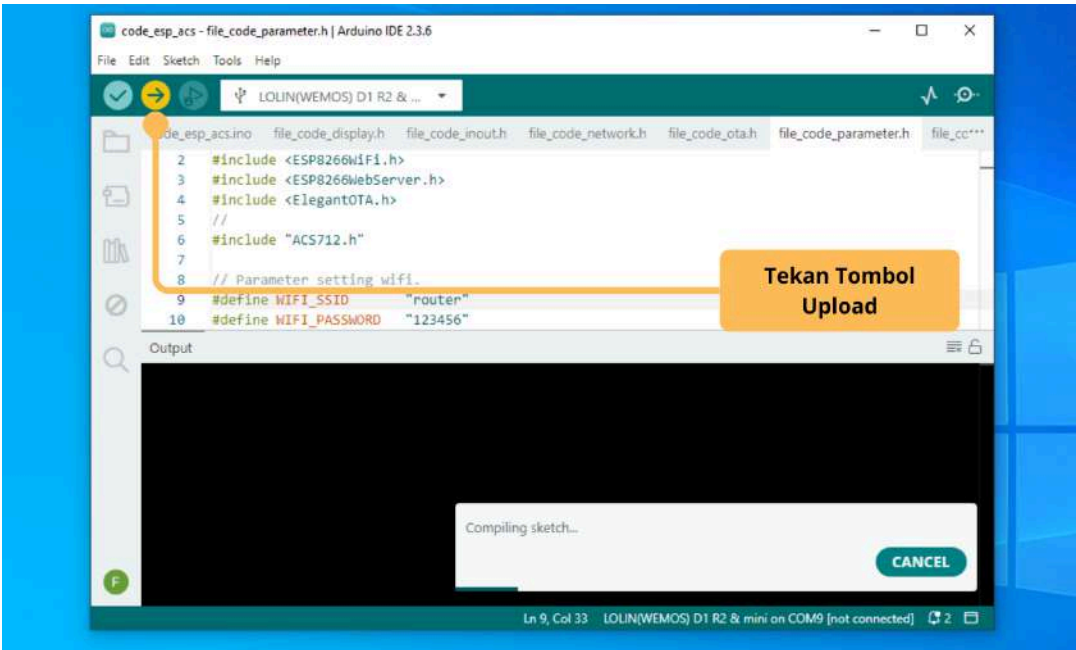 code_esp_acs - file_code_parameter.h | Arduino IDE 2.3.6
File Edit Sketch Tools Help
LOLIN(WEMOS) D1 R2 & ...
de_esp_acs.ino file_code_display.h file_code_inout.h file_code_network.h file_code_ota.h file_code_parameter.h file_cc
2 #include <ESP8266WiFi.h>
3 #include <ESP8266WebServer.h>
4 #include <ElegantOTA.h>
5 //
6 #include "ACS712.h"
7
8 // Parameter setting wifi.
9 #define WIFI_SSID "router"
10 #define WIFI_PASSWORD "123456"
Tekan Tombol
Upload
Output
Compiling sketch...
CANCEL
F
Ln 9, Col 33 LOLIN(WEMOS) D1 R2 & mini on COM9 [not connected] 2